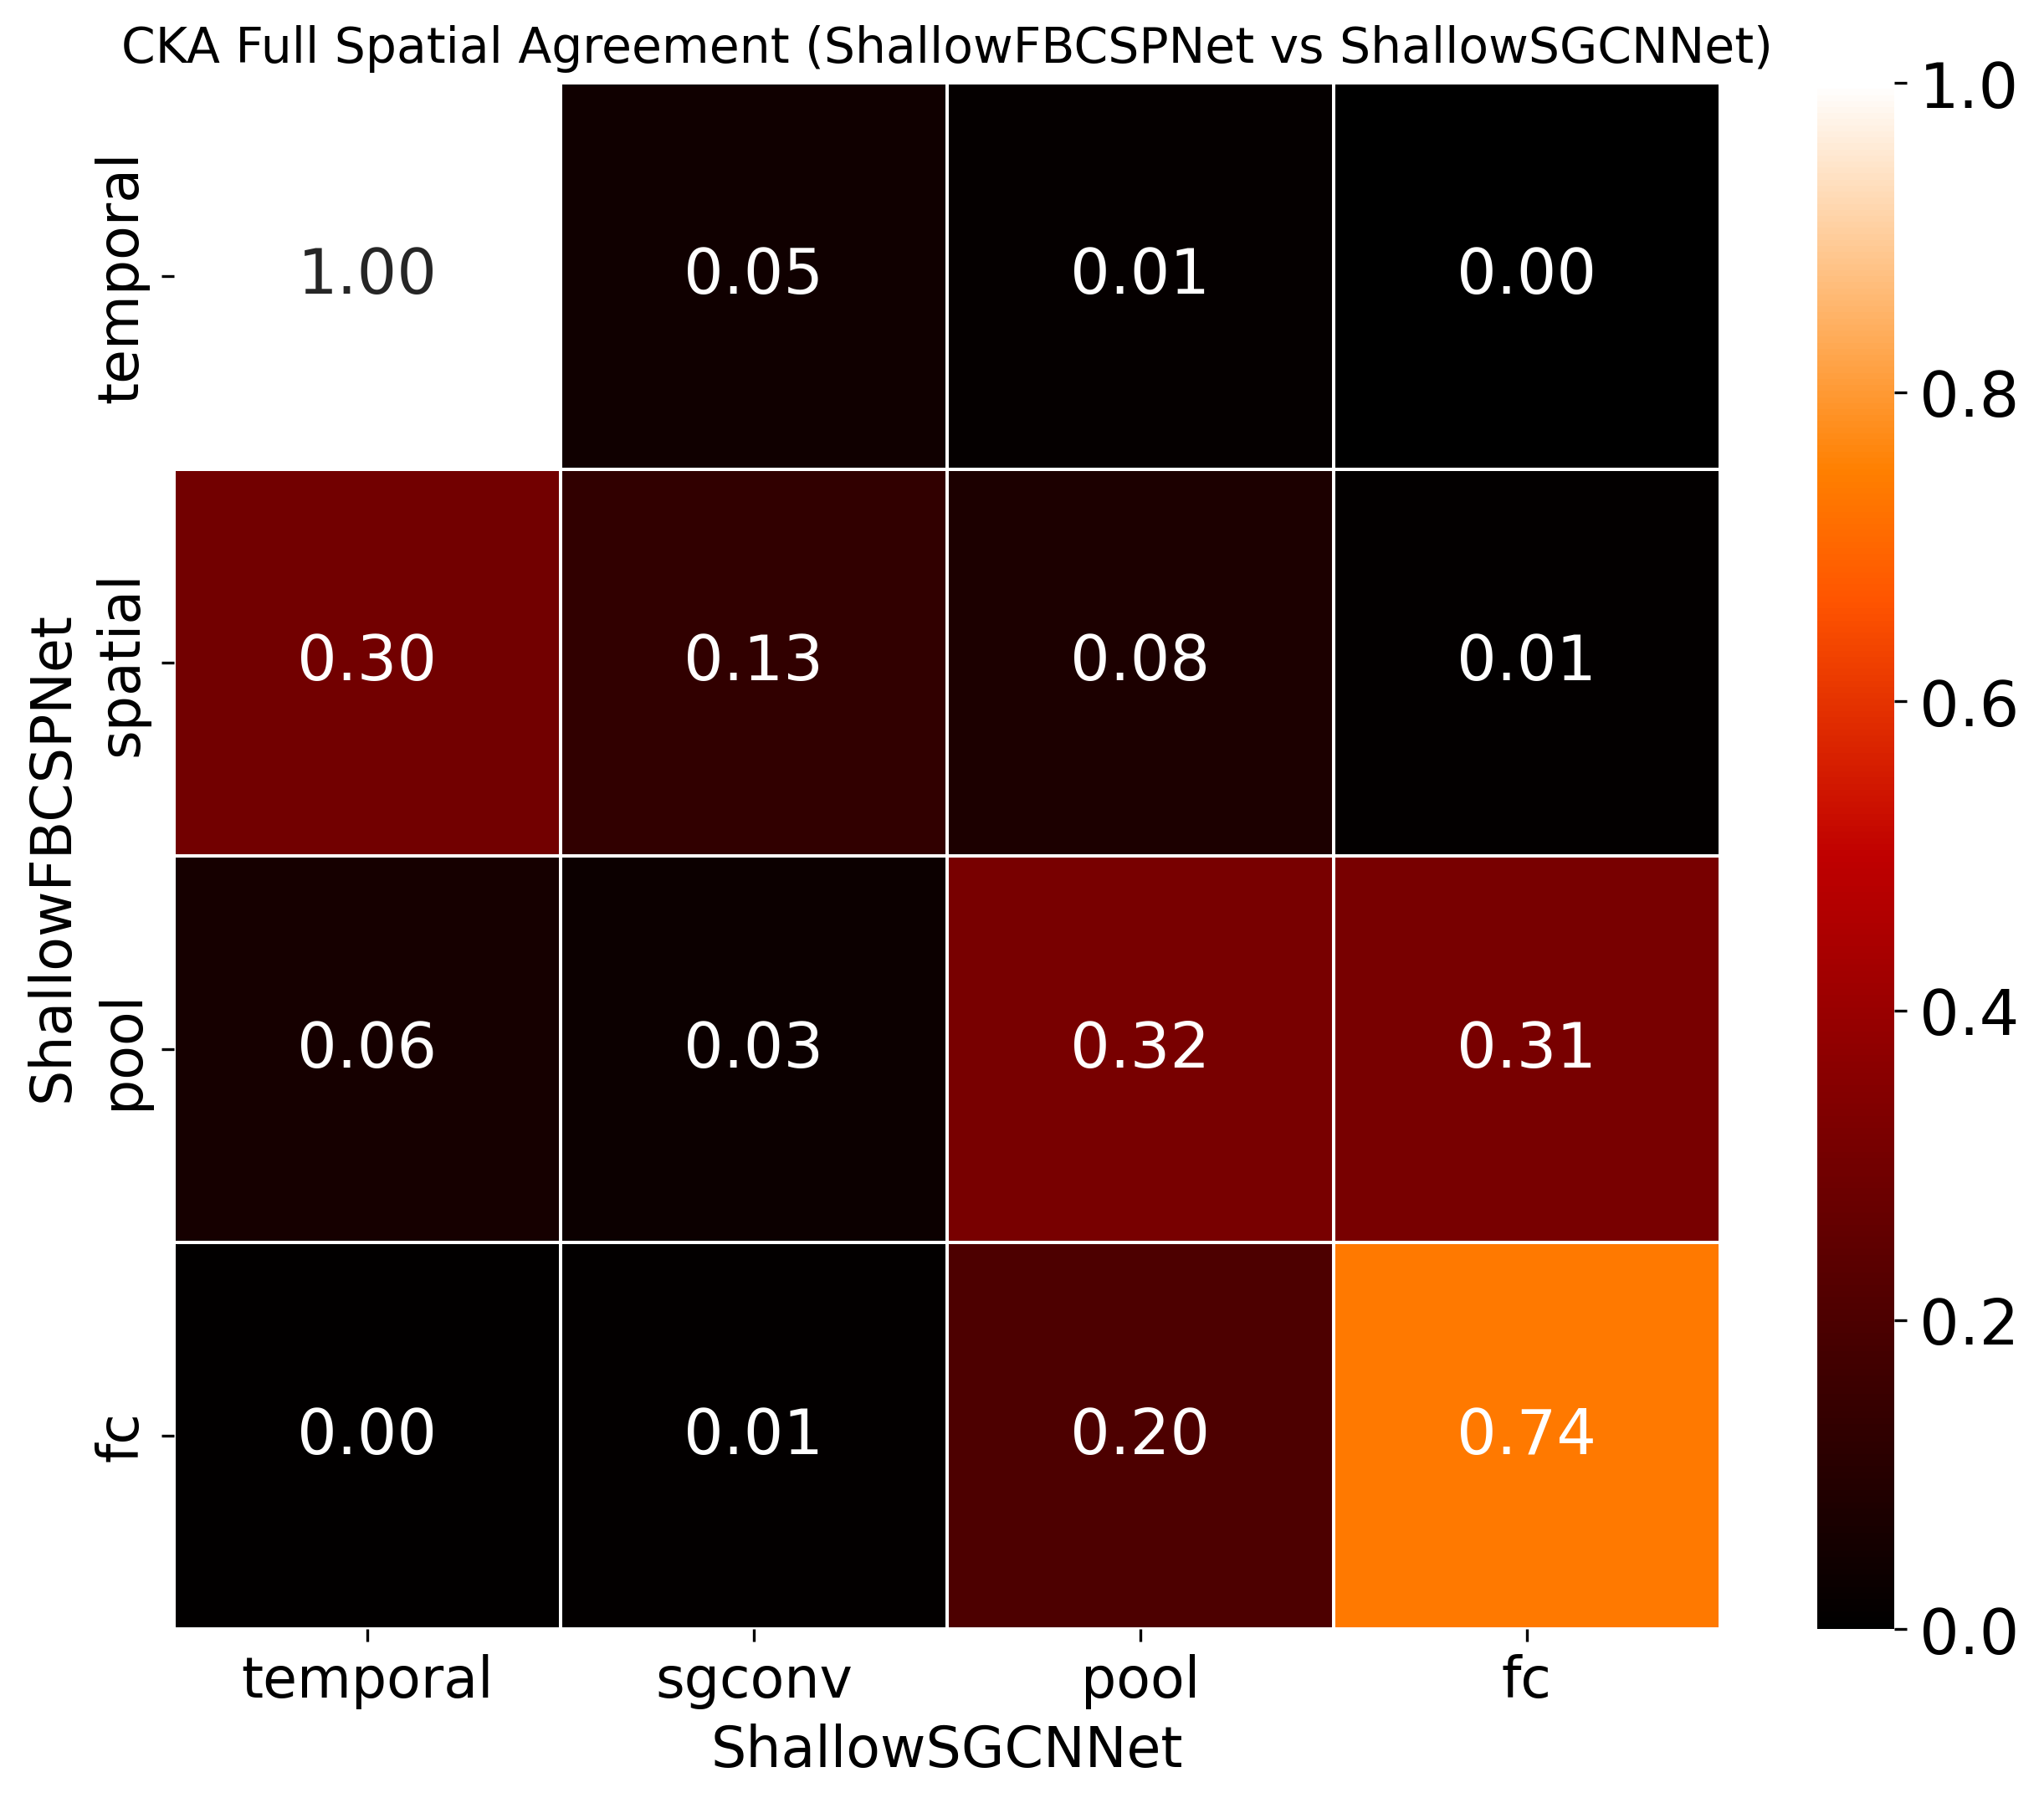 CKA Full Spatial Agreement (ShallowFBCSPNet vs ShallowSGCNNet)
ShallowFBCSPNet
temporal
1.00 0.05 0.01 0.00
spatial
0.30 0.13 0.08 0.01
pool
0.06 0.03 0.32 0.31
fc
0.00 0.01 0.20 0.74
temporal sgconv pool fc
ShallowSGCNNet
1.0
0.8
0.6
0.4
0.2
0.0